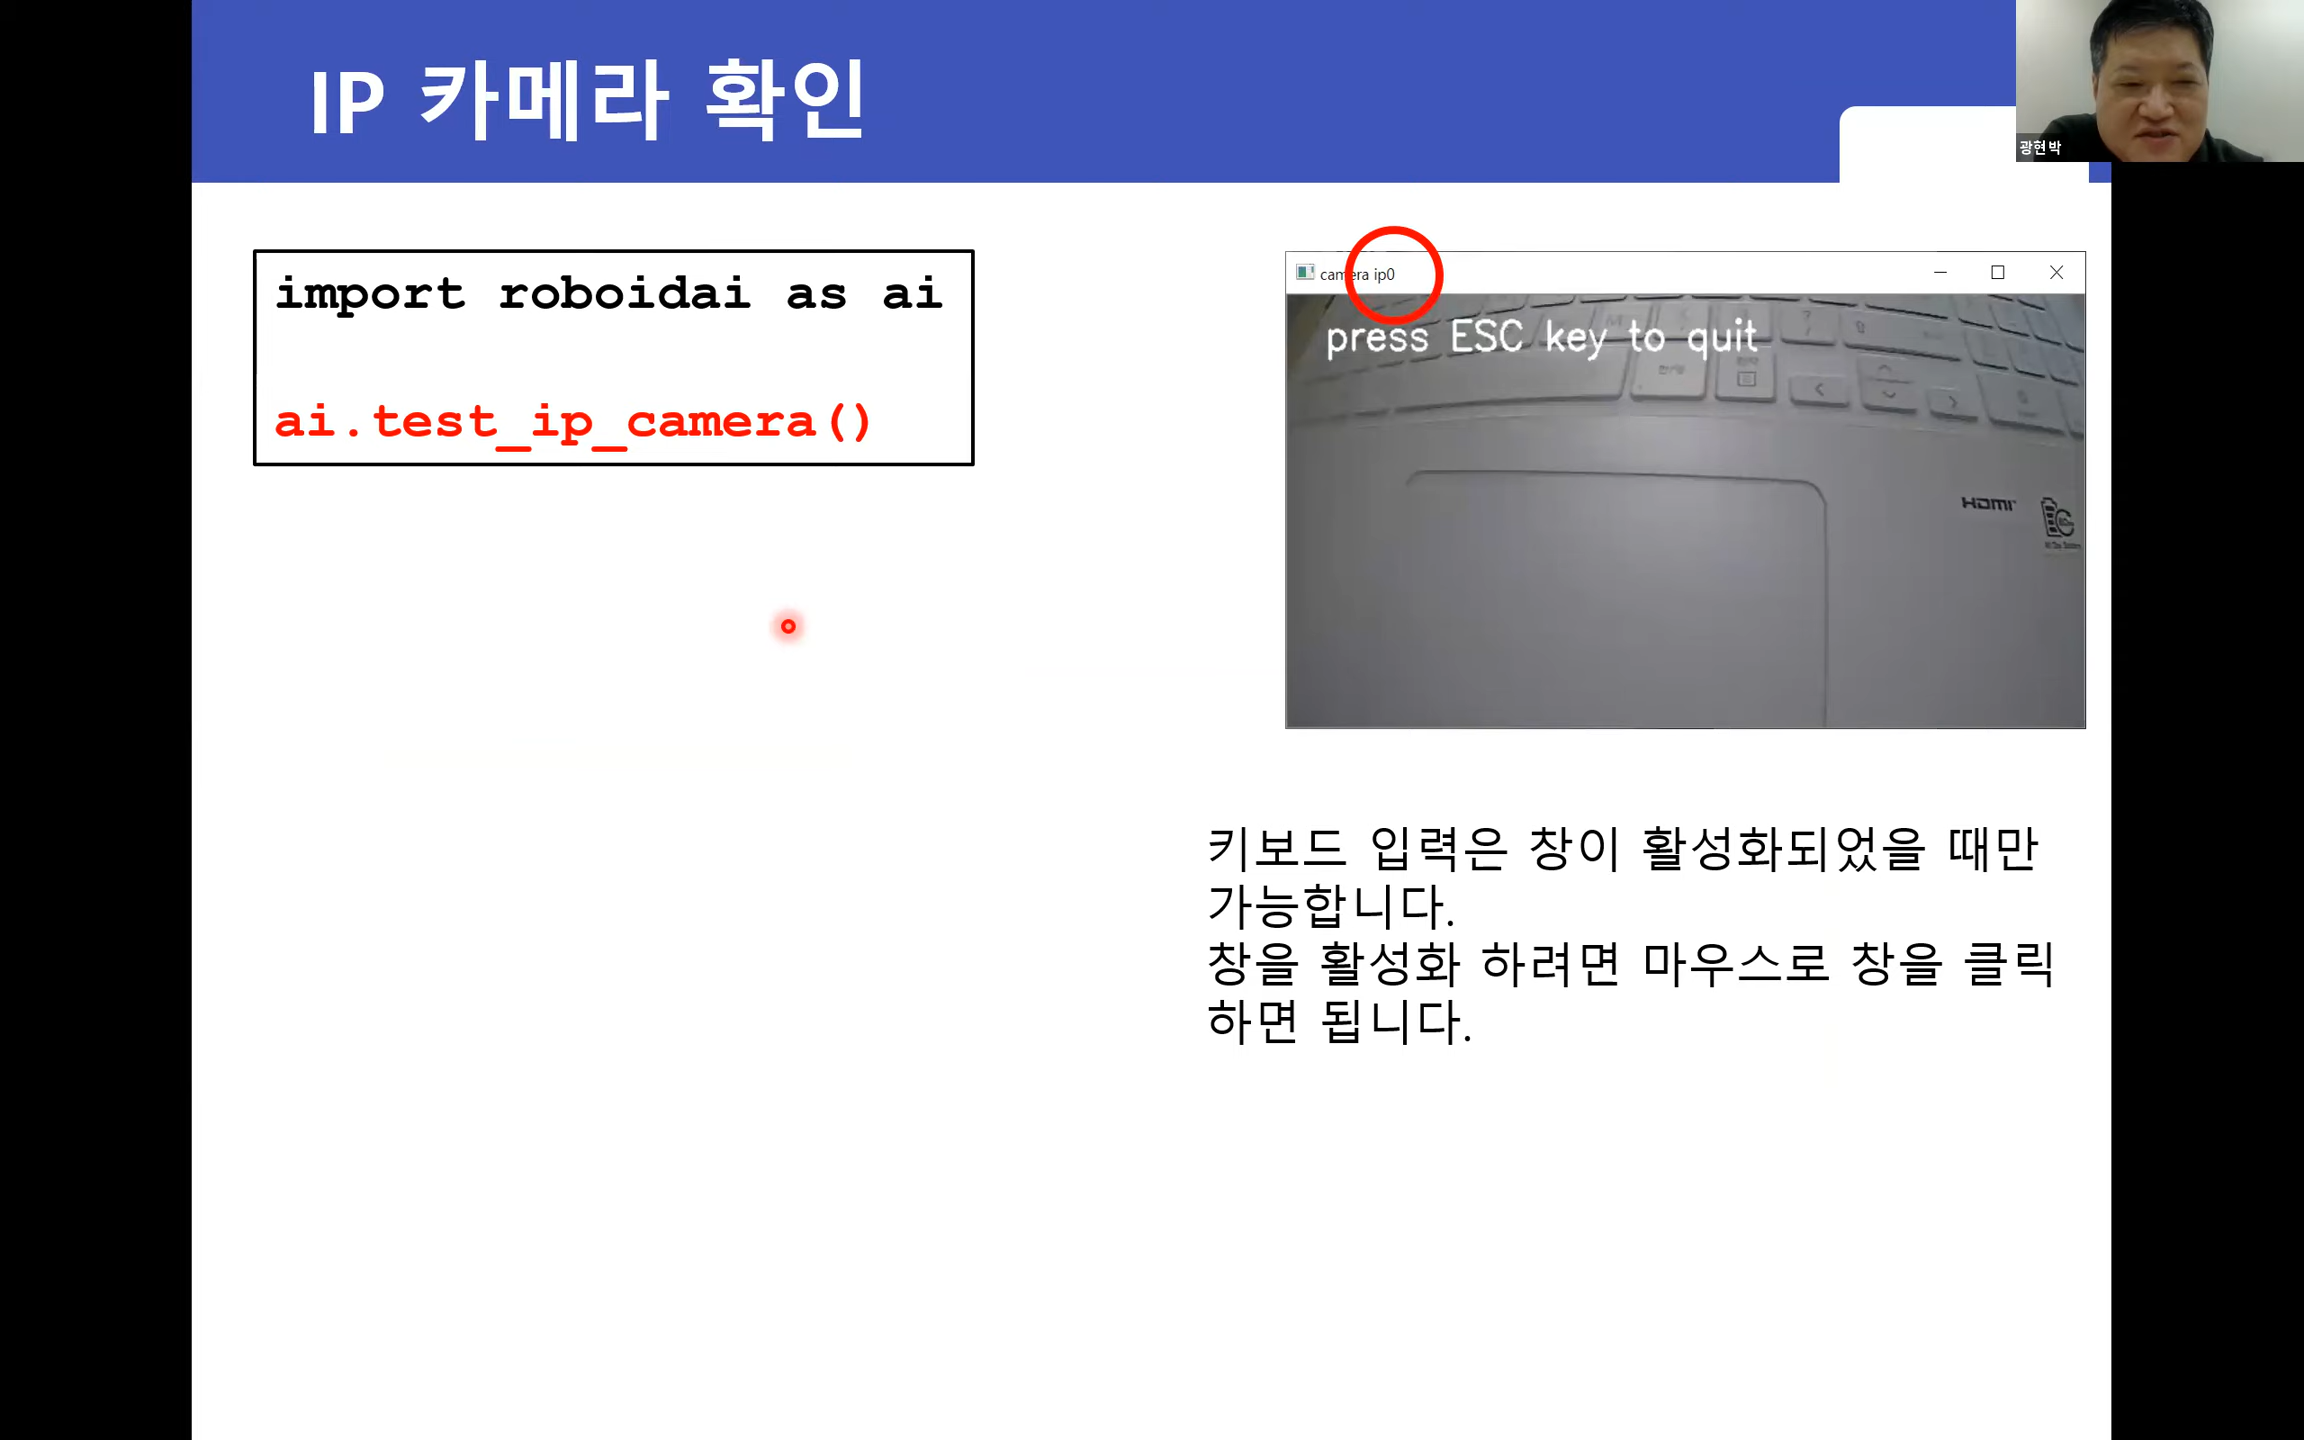 IP 카메라 확인
광현박
import roboidai as ai
ai.test_ip_camera()
camera ip0
press ESC key to quit
HDMI
키보드 입력은 창이 활성화되었을 때만
가능합니다.
창을 활성화 하려면 마우스로 창을 클릭
하면 됩니다.